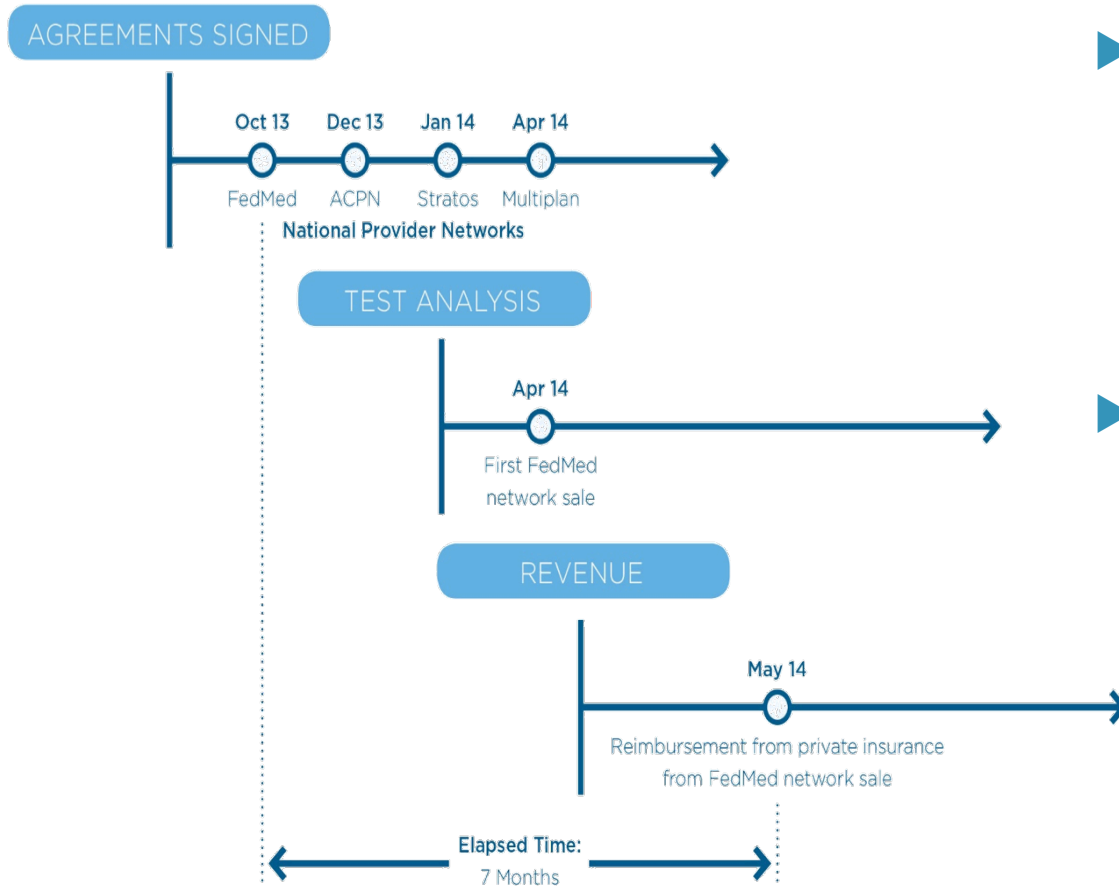 AGREEMENTS SIGNED
Oct 13 Dec 13 Jan 14 Apr 14
FedMed ACPN Stratos Multiplan
National Provider Networks
TEST ANALYSIS
Apr 14
First FedMed
network sale
REVENUE
May 14
Reimbursement from private insurance
from FedMed network sale
Elapsed Time:
7 Months